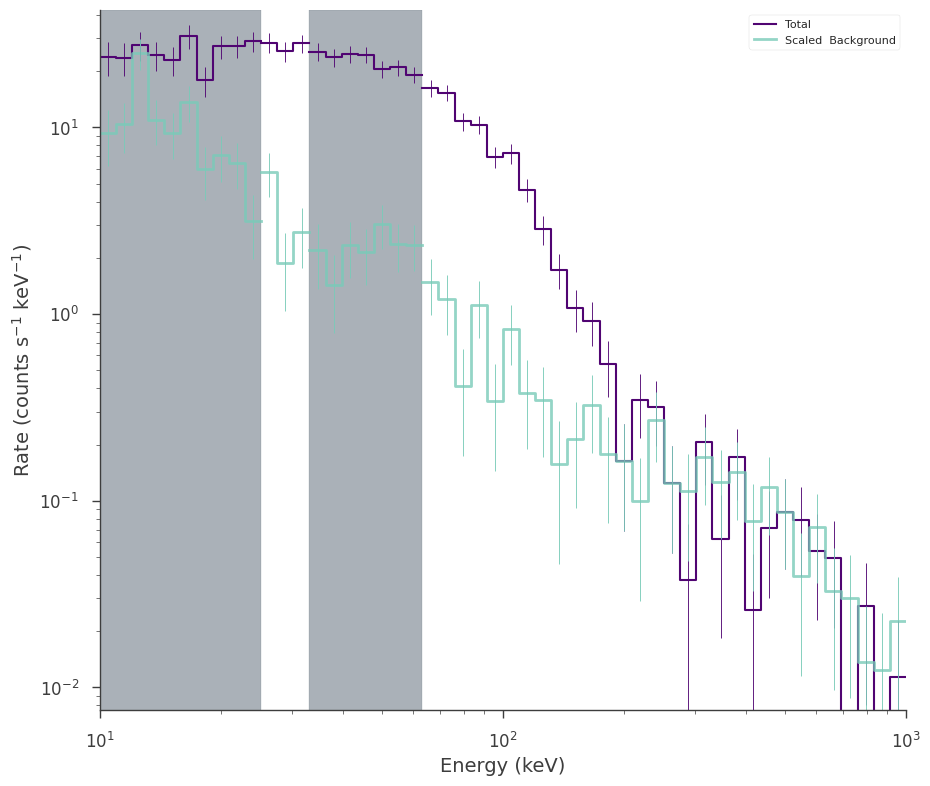 Total
Scaled Background
Rate (counts s⁻¹ keV⁻¹)
10¹
10⁰
10⁻¹
10⁻²
10¹ 10² 10³
Energy (keV)